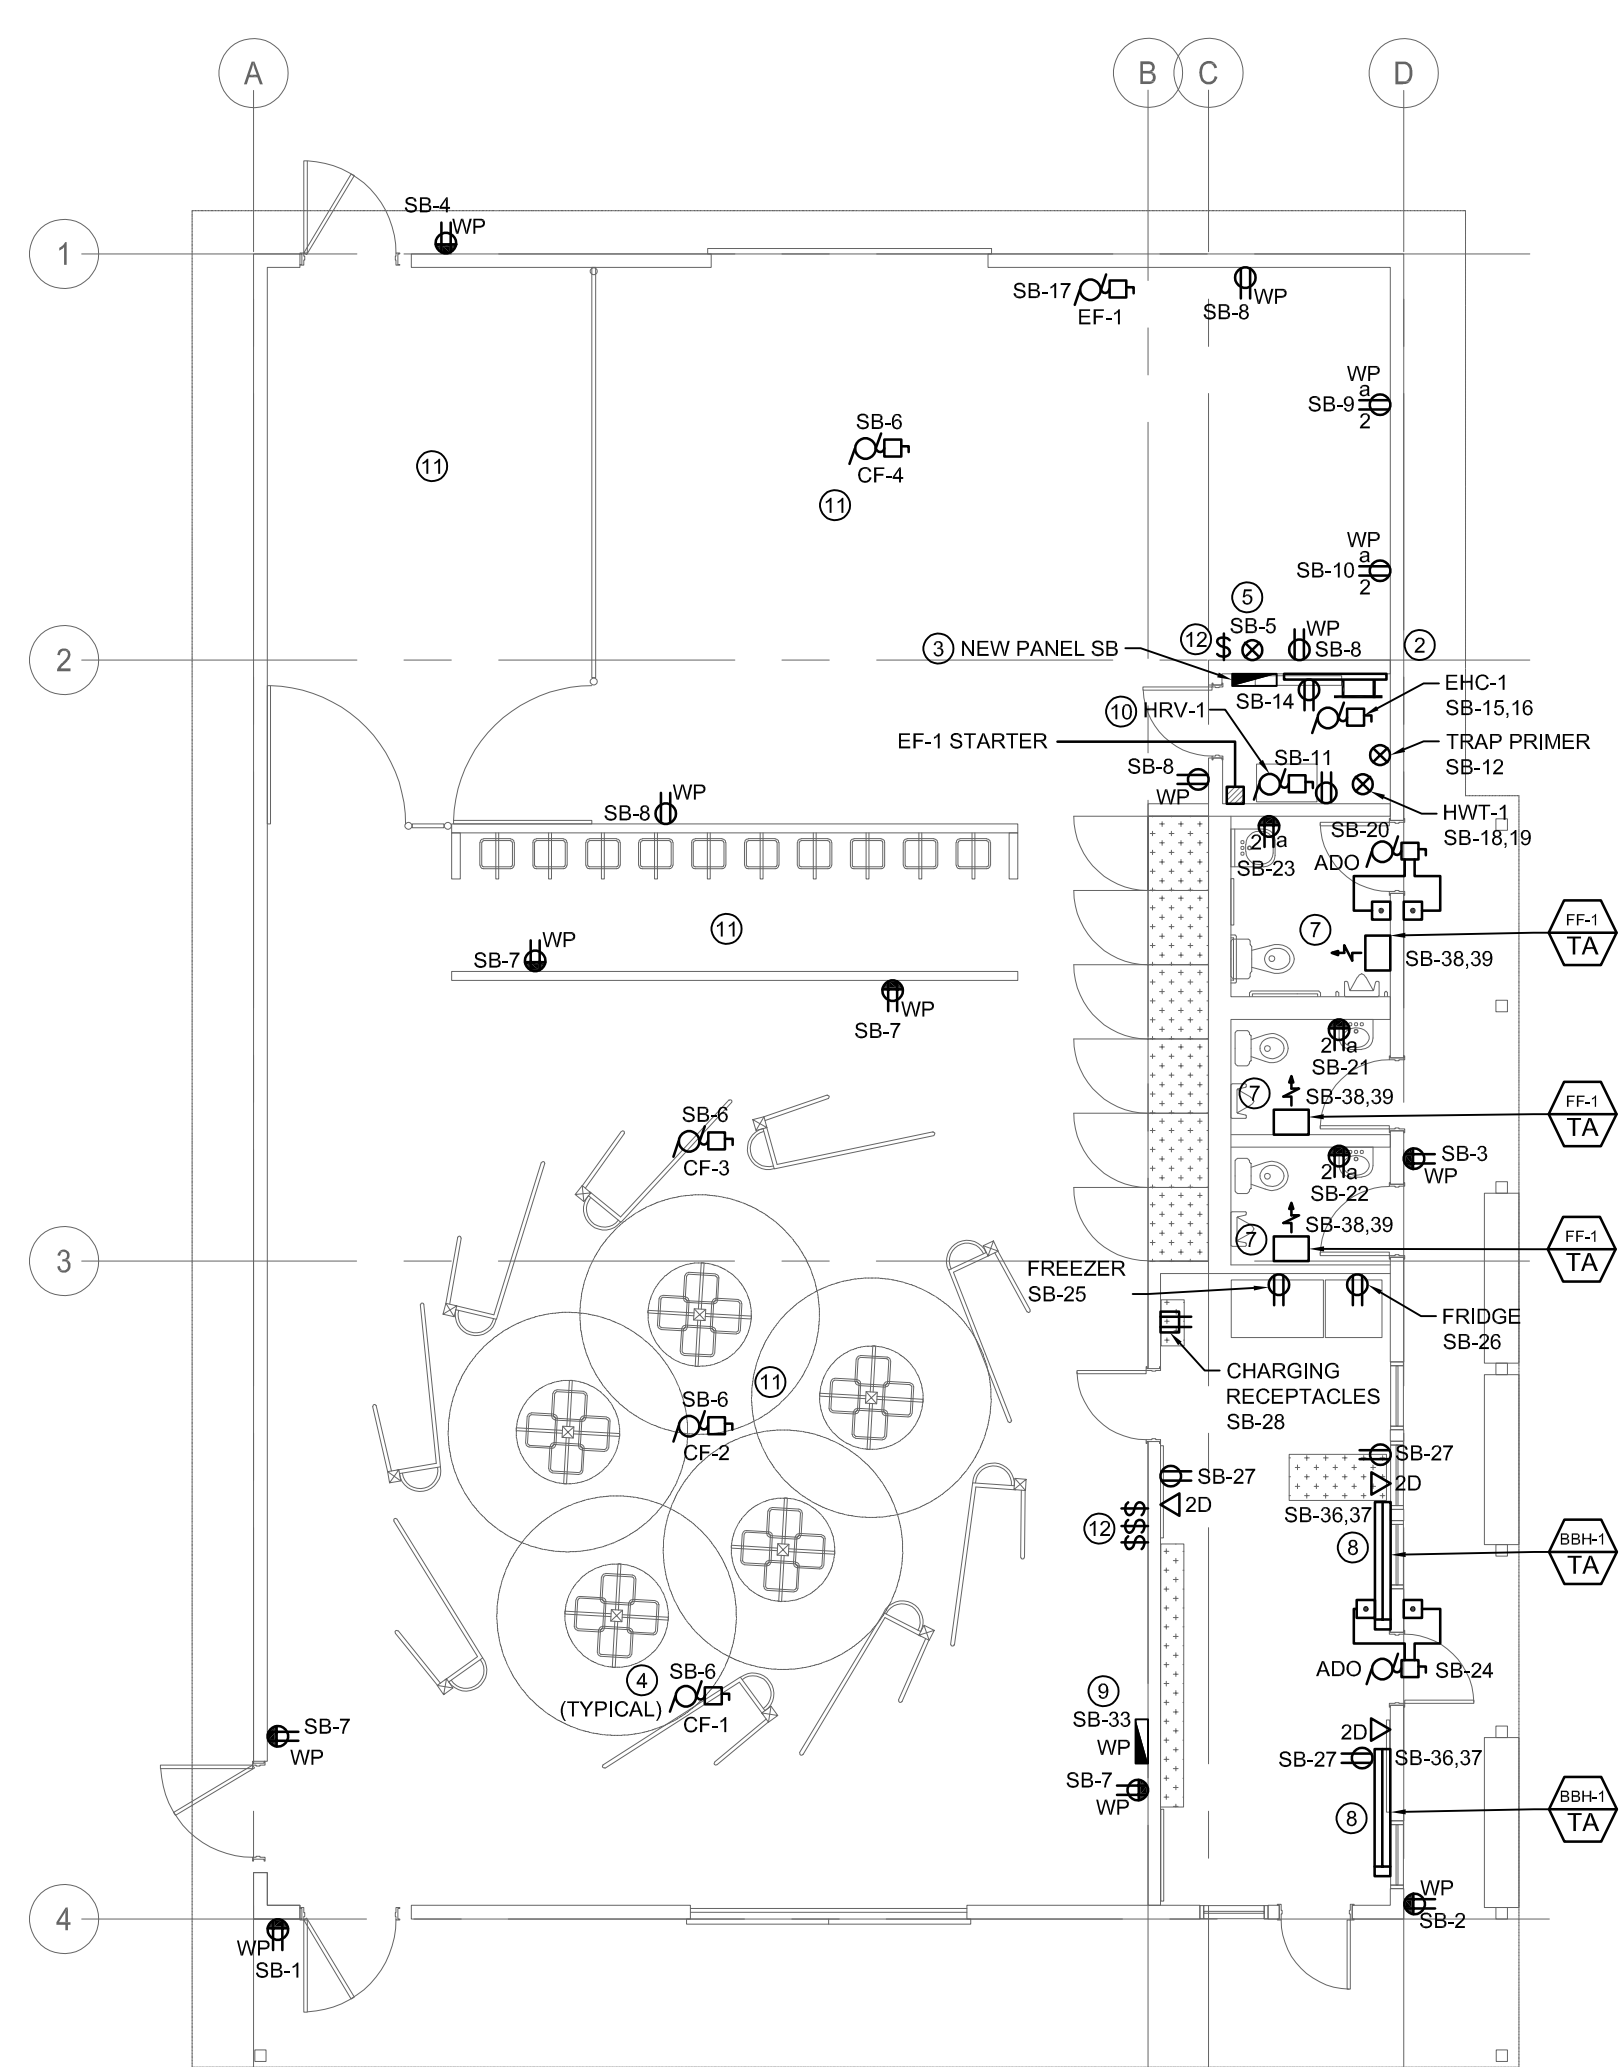 A
B
C
D
SB-4
WP
1
SB-17
EF-1
WP
SB-8
WP
a
SB-9
2
SB-6
CF-4
11
11
WP
a
SB-10
2
5
12
$
SB-5
WP
SB-8
2
2
3
NEW PANEL SB
SB-14
EHC-1
SB-15,16
10
HRV-1
EF-1 STARTER
TRAP PRIMER
SB-12
SB-11
SB-8
WP
WP
SB-8
HWT-1
SB-18,19
SB-20
ADO
2
a
SB-23
11
7
FF-1
TA
SB-38,39
WP
SB-7
WP
SB-7
2
a
SB-21
7
SB-38,39
FF-1
TA
SB-6
CF-3
SB-3
WP
2
a
SB-22
7
SB-38,39
FF-1
TA
3
FREEZER
SB-25
FRIDGE
SB-26
CHARGING
RECEPTACLES
SB-28
11
SB-6
CF-2
SB-27
2D
SB-27
2D
12
$$$
SB-36,37
8
BBH-1
TA
ADO
SB-24
4
(TYPICAL)
SB-6
CF-1
9
SB-33
WP
SB-7
WP
SB-7
WP
2D
SB-27
SB-36,37
8
BBH-1
TA
WP
SB-2
4
WP
SB-1